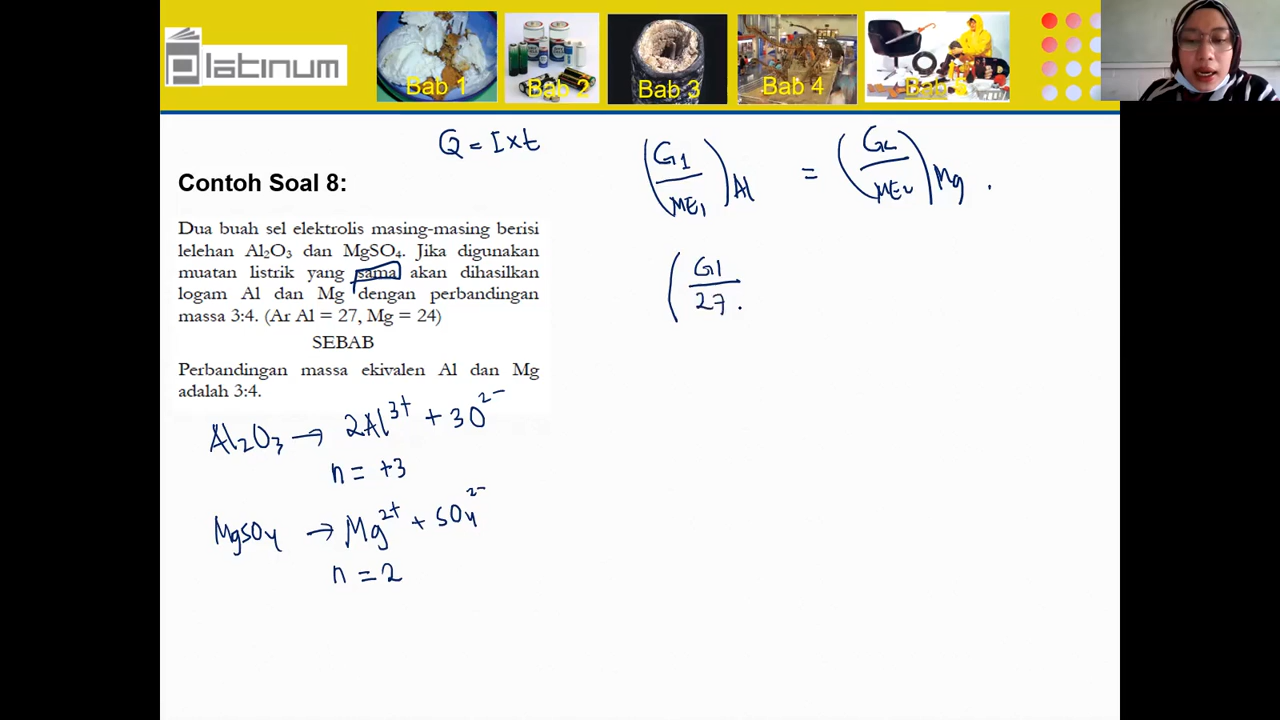 Platinum
Bab 1
Bab 2
Bab 3
Bab 4
Q = I x t
Contoh Soal 8:
Dua buah sel elektrolis masing-masing berisi
lelehan Al₂O₃ dan MgSO₄. Jika digunakan
muatan listrik yang sama akan dihasilkan
logam Al dan Mg dengan perbandingan
massa 3:4. (Ar Al = 27, Mg = 24)
SEBAB
Perbandingan massa ekivalen Al dan Mg
adalah 3:4.
Al₂O₃ → 2Al³⁺ + 3O²⁻
n = +3
MgSO₄ → Mg²⁺ + SO₄²⁻
n = 2
(G1/ME₁)Al = (G2/ME₂)Mg.
(G1/27.